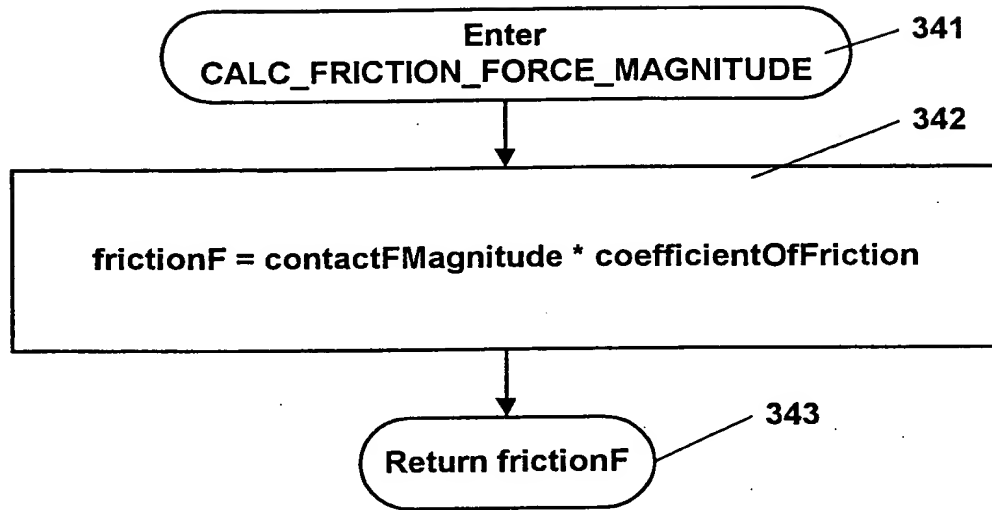 Enter
CALC_FRICTION_FORCE_MAGNITUDE
341
342
frictionF = contactFMagnitude * coefficientOfFriction
343
Return frictionF